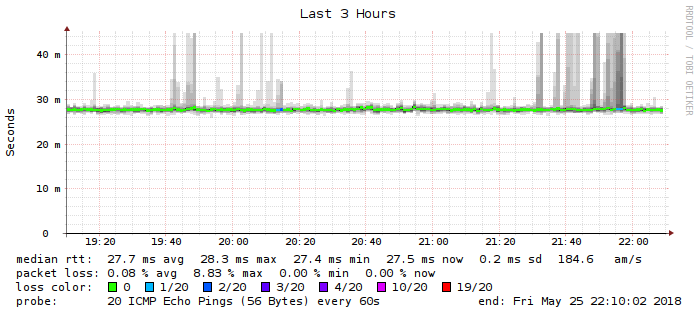 Last 3 Hours
RRDTOOL / TOBI OETIKER
Seconds
40 m
30 m
20 m
10 m
0
19:20 19:40 20:00 20:20 20:40 21:00 21:20 21:40 22:00
median rtt: 27.7 ms avg 28.3 ms max 27.4 ms min 27.5 ms now 0.2 ms sd 184.6 am/s
packet loss: 0.08 % avg 8.83 % max 0.00 % min 0.00 % now
loss color: 0 1/20 2/20 3/20 4/20 10/20 19/20
probe: 20 ICMP Echo Pings (56 Bytes) every 60s end: Fri May 25 22:10:02 2018